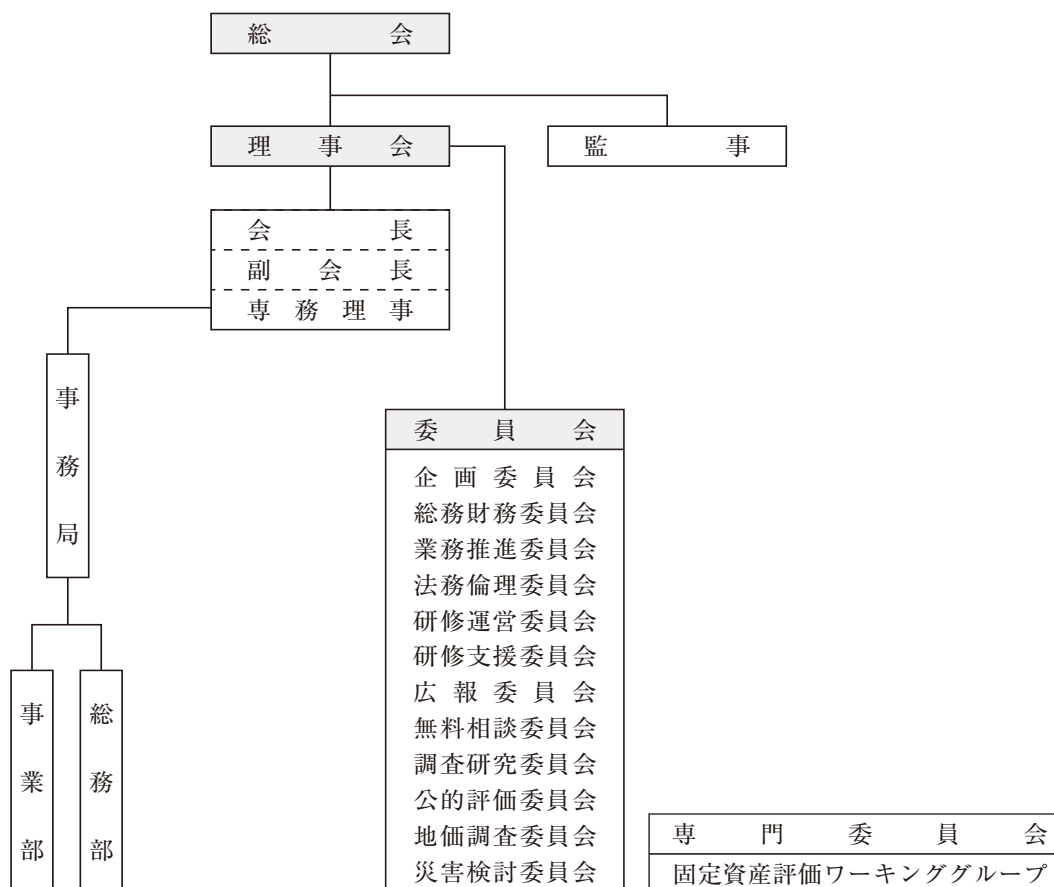 総会
理事会
監事
会長
副会長
専務理事
事務局
事業部
総務部
委員会
企画委員会
総務財務委員会
業務推進委員会
法務倫理委員会
研修運営委員会
研修支援委員会
広報委員会
無料相談委員会
調査研究委員会
公的評価委員会
地価調査委員会
災害検討委員会
専門委員会
固定資産評価ワーキンググループ